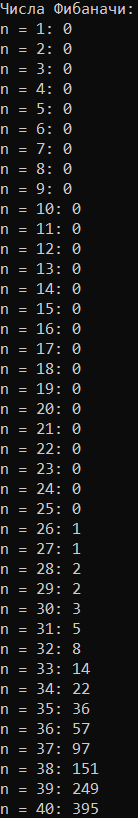 Числа Фибаначи:
n = 1: 0
n = 2: 0
n = 3: 0
n = 4: 0
n = 5: 0
n = 6: 0
n = 7: 0
n = 8: 0
n = 9: 0
n = 10: 0
n = 11: 0
n = 12: 0
n = 13: 0
n = 14: 0
n = 15: 0
n = 16: 0
n = 17: 0
n = 18: 0
n = 19: 0
n = 20: 0
n = 21: 0
n = 22: 0
n = 23: 0
n = 24: 0
n = 25: 0
n = 26: 1
n = 27: 1
n = 28: 2
n = 29: 2
n = 30: 3
n = 31: 5
n = 32: 8
n = 33: 14
n = 34: 22
n = 35: 36
n = 36: 57
n = 37: 97
n = 38: 151
n = 39: 249
n = 40: 395